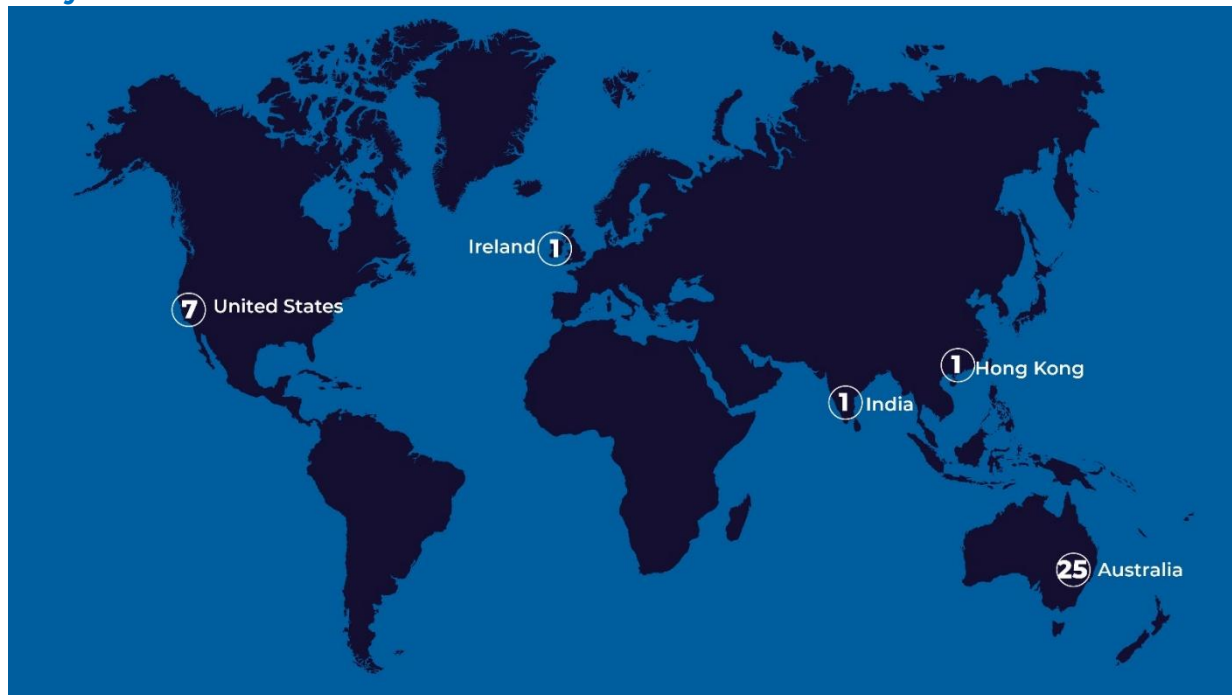 Ireland 1
7 United States
1 Hong Kong
1 India
25 Australia